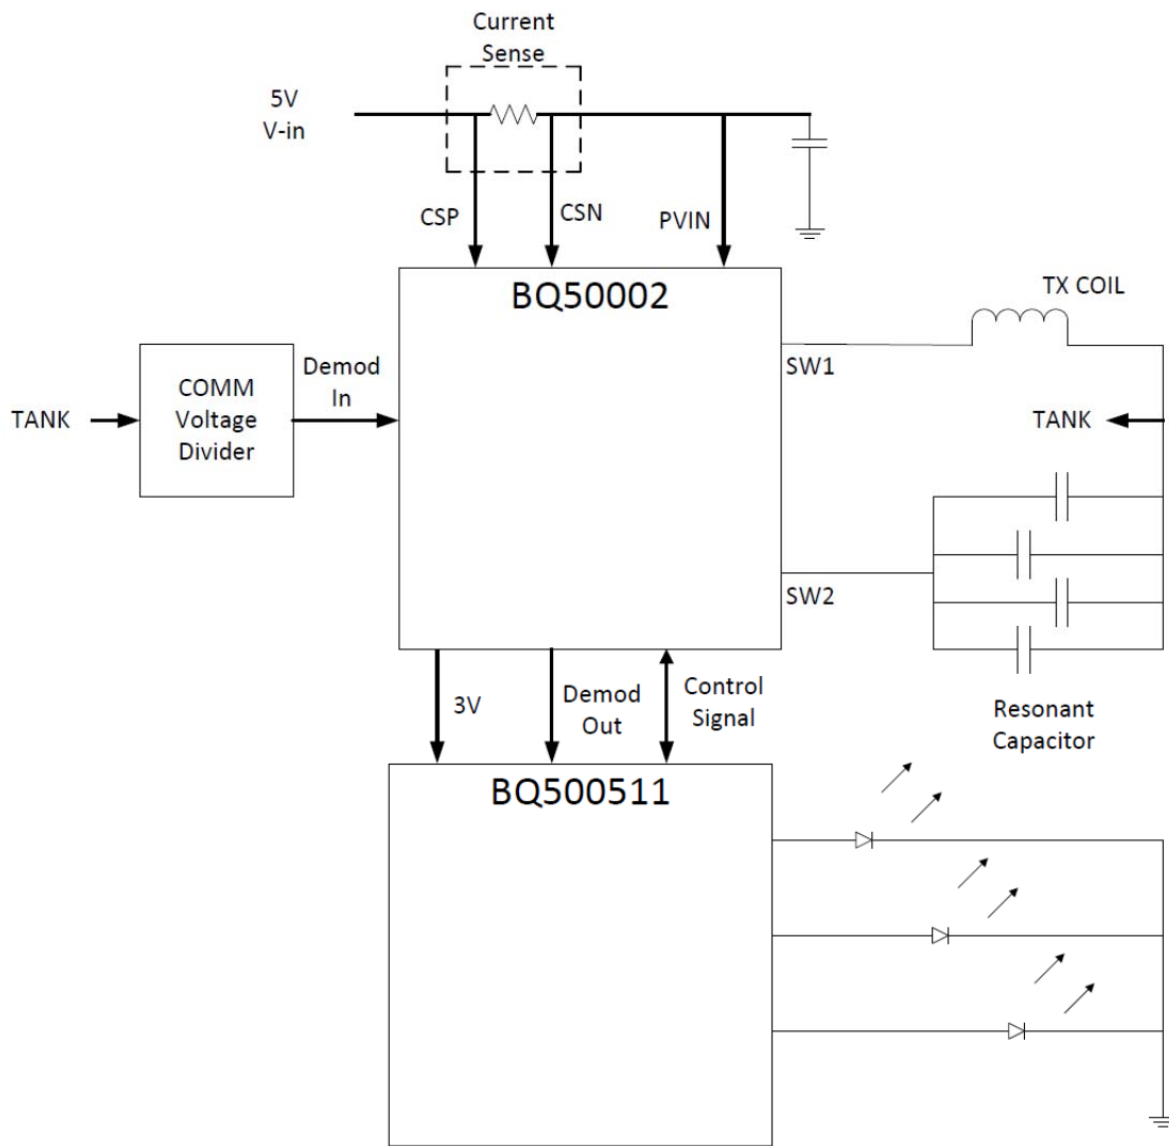 Current
Sense
5V
V-in
CSP
CSN
PVIN
BQ50002
TX COIL
SW1
Demod
In
COMM
Voltage
Divider
TANK
TANK
SW2
3V
Demod
Out
Control
Signal
Resonant
Capacitor
BQ500511